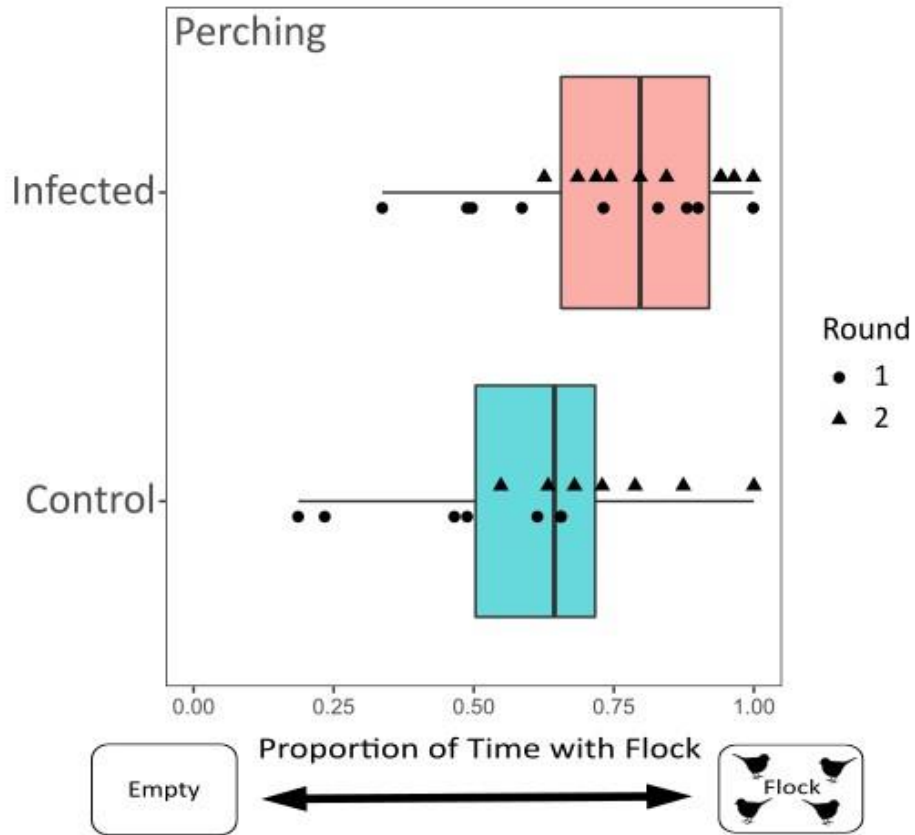 Perching
Infected
Control
Round
1
2
0.00 0.25 0.50 0.75 1.00
Proportion of Time with Flock
Empty
Flock